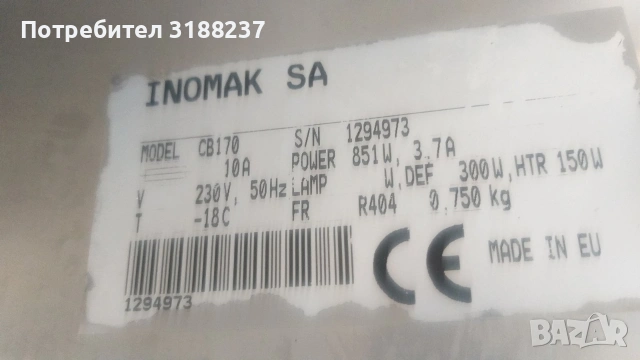 Потребител 3188237
INOMAK SA
MODEL CB170 S/N 1294973
10A POWER 851W, 3.7A
V 230V, 50Hz LAMP W,DEF 300W,HTR 150W
T -18C FR R404 0.750 kg
1294973
CE
MADE IN EU
BAZAR